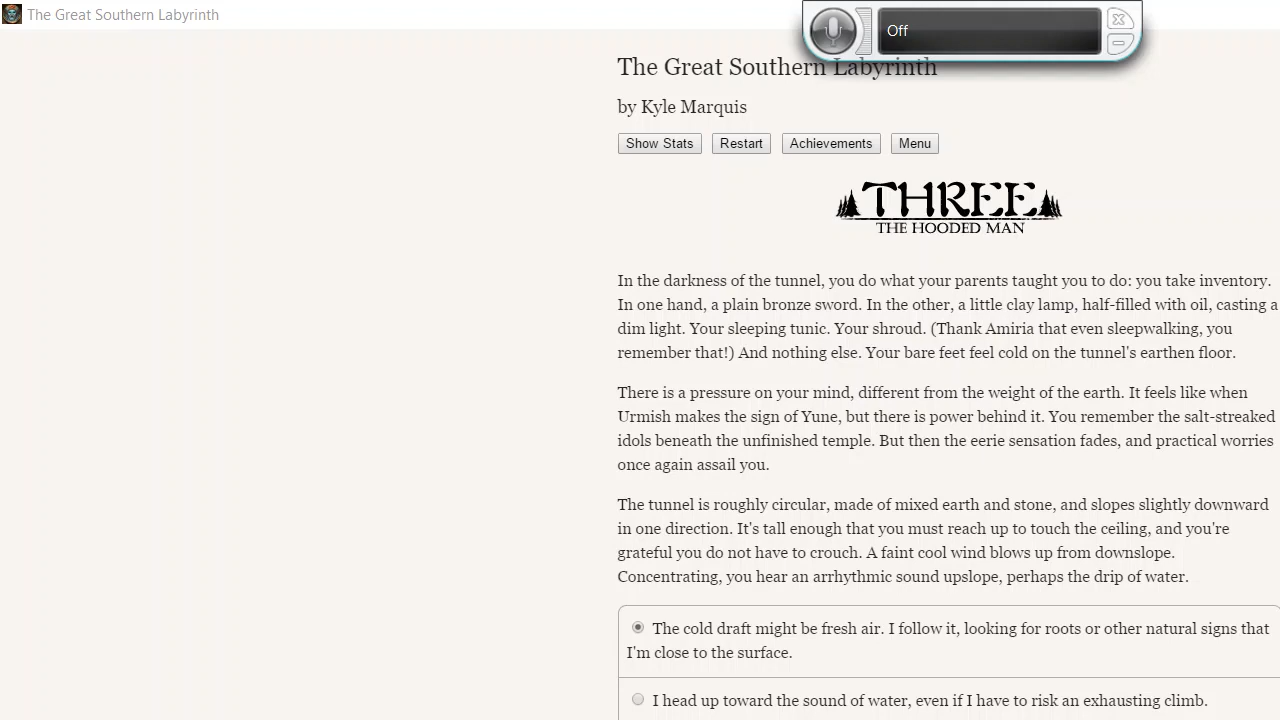 The Great Southern Labyrinth
Off
The Great Southern Labyrinth
by Kyle Marquis
Show Stats Restart Achievements Menu
THREE
THE HOODED MAN
In the darkness of the tunnel, you do what your parents taught you to do: you take inventory.
In one hand, a plain bronze sword. In the other, a little clay lamp, half-filled with oil, casting a
dim light. Your sleeping tunic. Your shroud. (Thank Amiria that even sleepwalking, you
remember that!) And nothing else. Your bare feet feel cold on the tunnel's earthen floor.
There is a pressure on your mind, different from the weight of the earth. It feels like when
Urmish makes the sign of Yune, but there is power behind it. You remember the salt-streaked
idols beneath the unfinished temple. But then the eerie sensation fades, and practical worries
once again assail you.
The tunnel is roughly circular, made of mixed earth and stone, and slopes slightly downward
in one direction. It's tall enough that you must reach up to touch the ceiling, and you're
grateful you do not have to crouch. A faint cool wind blows up from downslope.
Concentrating, you hear an arrhythmic sound upslope, perhaps the drip of water.
The cold draft might be fresh air. I follow it, looking for roots or other natural signs that
I'm close to the surface.
I head up toward the sound of water, even if I have to risk an exhausting climb.